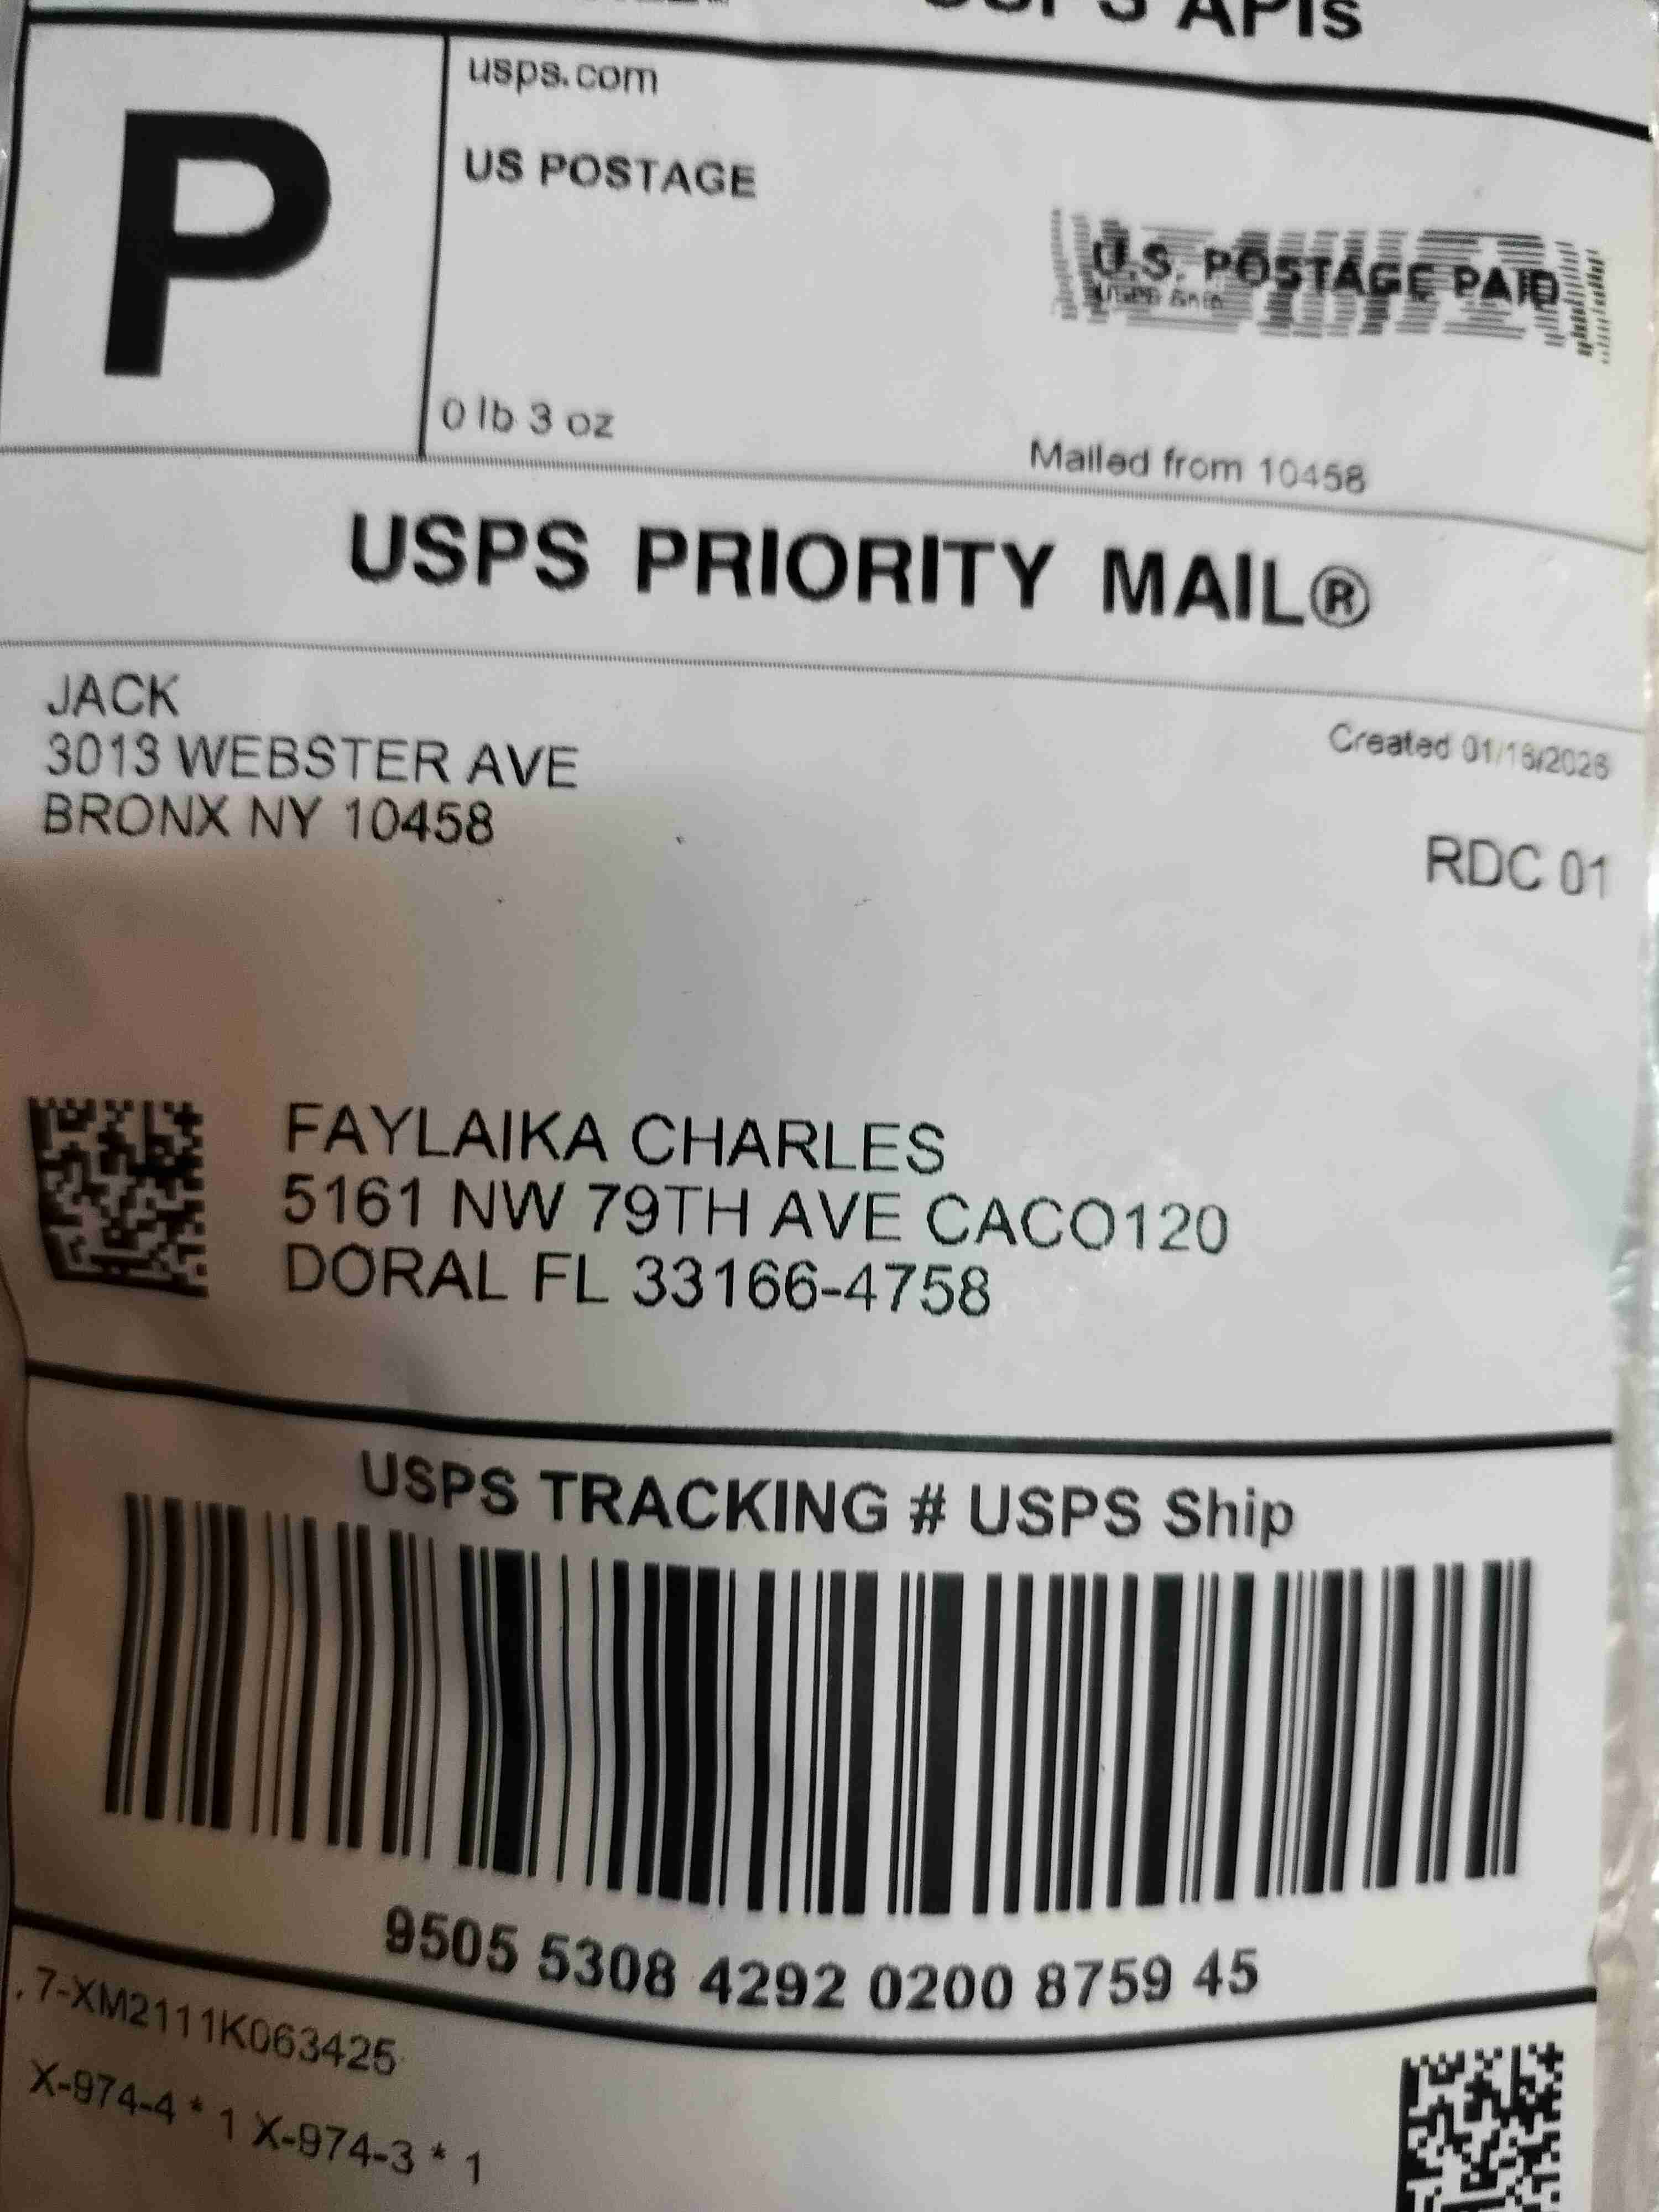 USPS APIs
P
usps.com
US POSTAGE
U.S. POSTAGE PAID
0 lb 3 oz
Mailed from 10458
USPS PRIORITY MAIL®
JACK
3013 WEBSTER AVE
BRONX NY 10458
Created 01/16/2026
RDC 01
FAYLAIKA CHARLES
5161 NW 79TH AVE CACO120
DORAL FL 33166-4758
USPS TRACKING # USPS Ship
9505 5308 4292 0200 8759 45
7-XM2111K063425
X-974-4 * 1 X-974-3 * 1